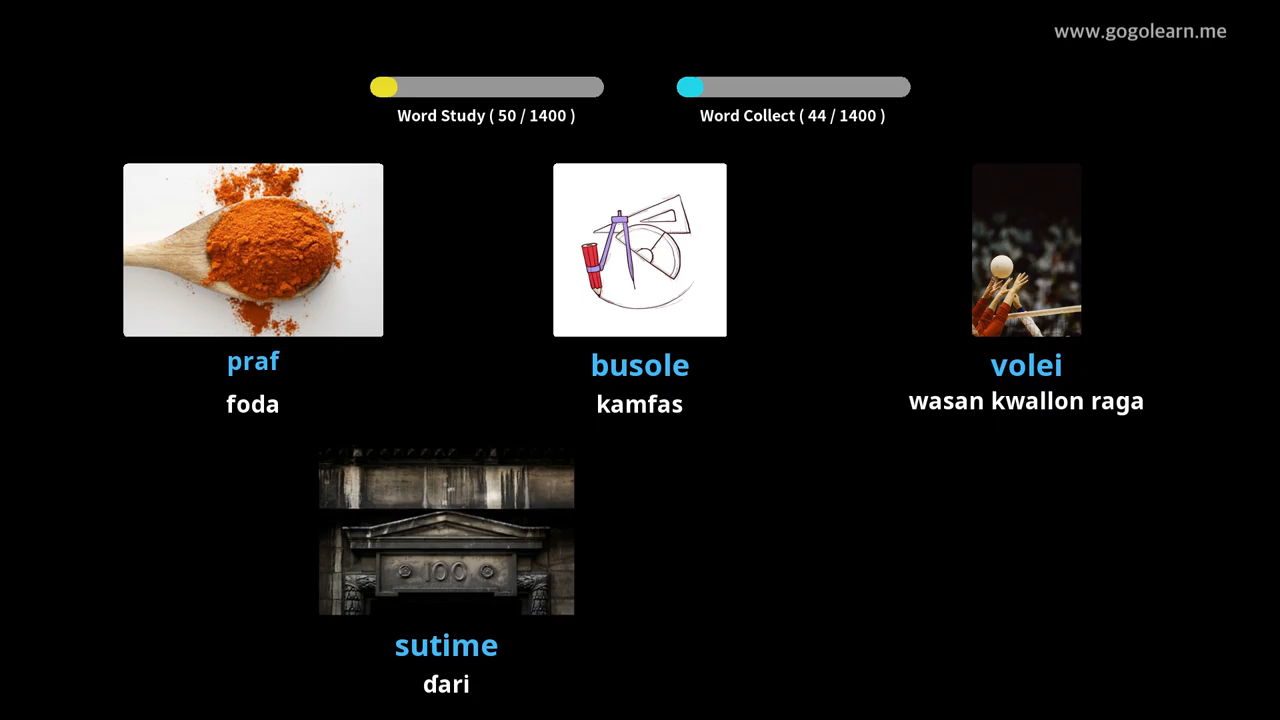 www.gogolearn.me
Word Study ( 50 / 1400 )
Word Collect ( 44 / 1400 )
praf
foda
busole
kamfas
volei
wasan kwallon raga
100
sutime
ɗari